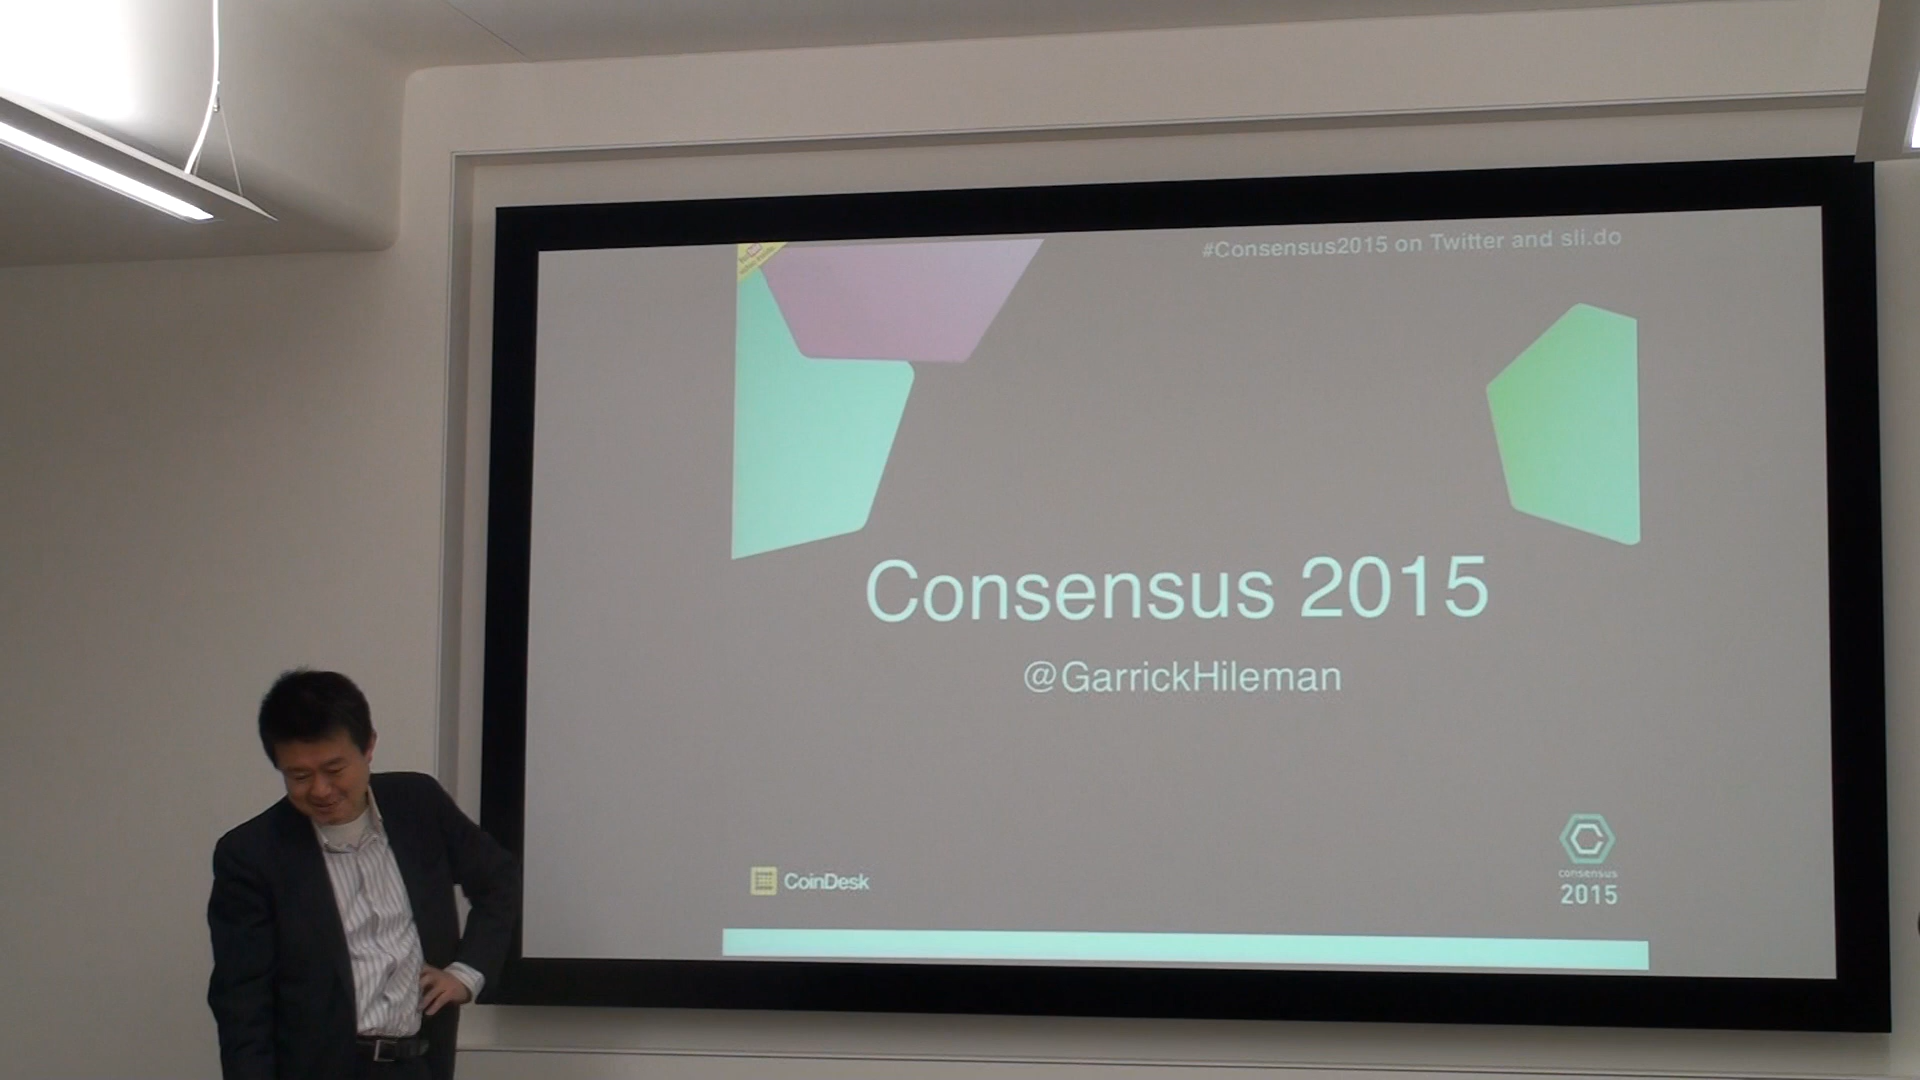 #Consensus2015 on Twitter and sli.do
Consensus 2015
@GarrickHileman
CoinDesk
consensus
2015